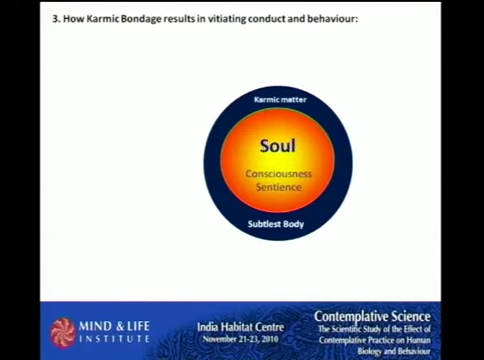 3. How Karmic Bondage results in vitiating conduct and behaviour:
Karmic matter
Soul
Consciousness
Sentience
Subtlest Body
MIND & LIFE
INSTITUTE
India Habitat Centre
November 21-23, 2010
Contemplative Science
The Scientific Study of the Effect of
Contemplative Practice on Human
Biology and Behaviour